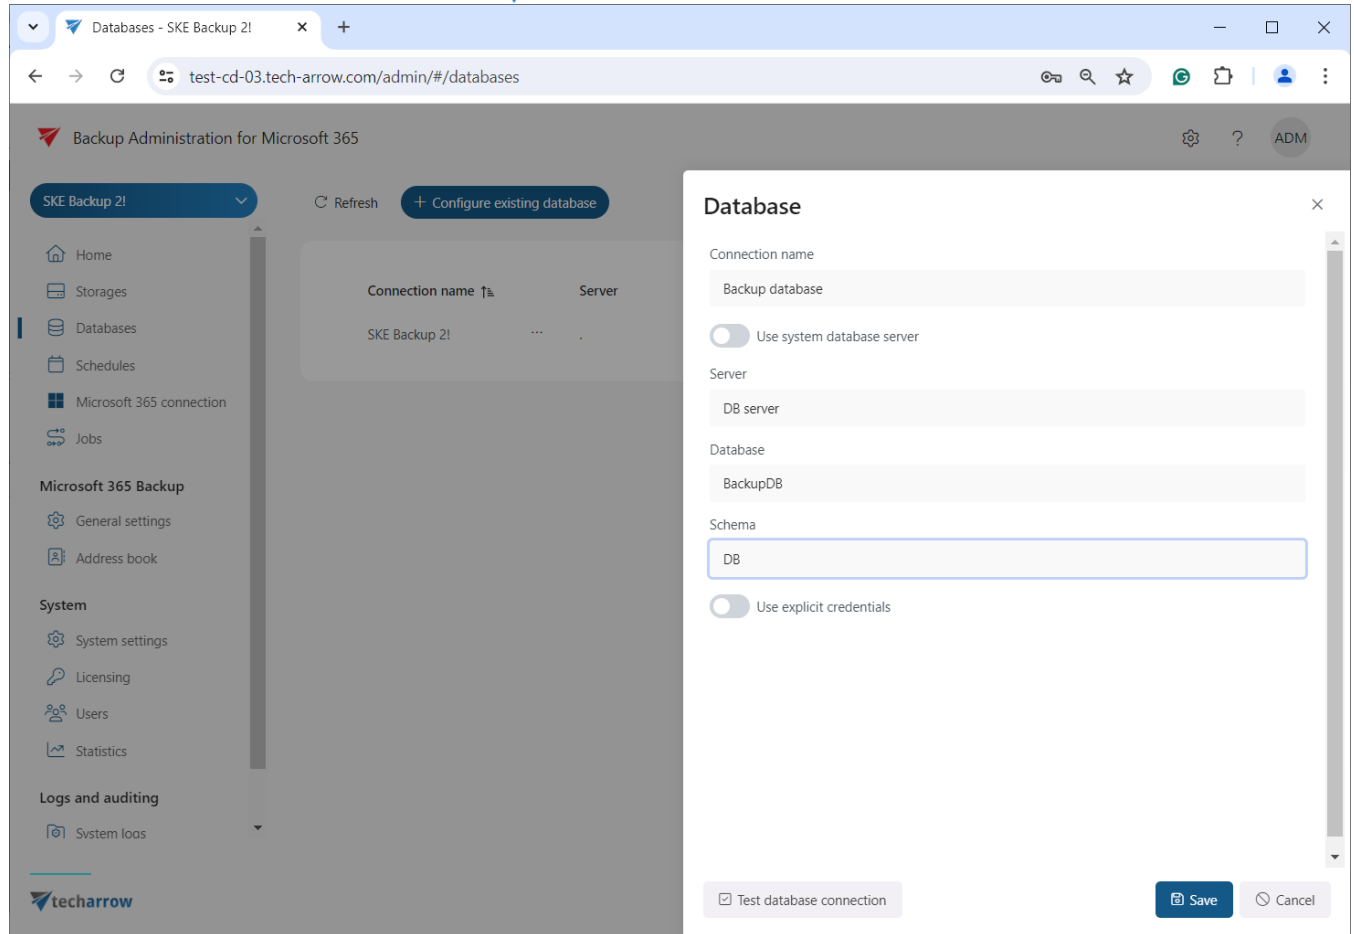 Databases - SKE Backup 2!
test-cd-03.tech-arrow.com/admin/#/databases
Backup Administration for Microsoft 365
ADM
SKE Backup 2!
Refresh
Configure existing database
Home
Storages
Databases
Schedules
Microsoft 365 connection
Jobs
Microsoft 365 Backup
General settings
Address book
System
System settings
Licensing
Users
Statistics
Logs and auditing
System logs
techarrow
Connection name
Server
SKE Backup 2!
...
.
Database
Connection name
Backup database
Use system database server
Server
DB server
Database
BackupDB
Schema
DB
Use explicit credentials
Test database connection
Save
Cancel